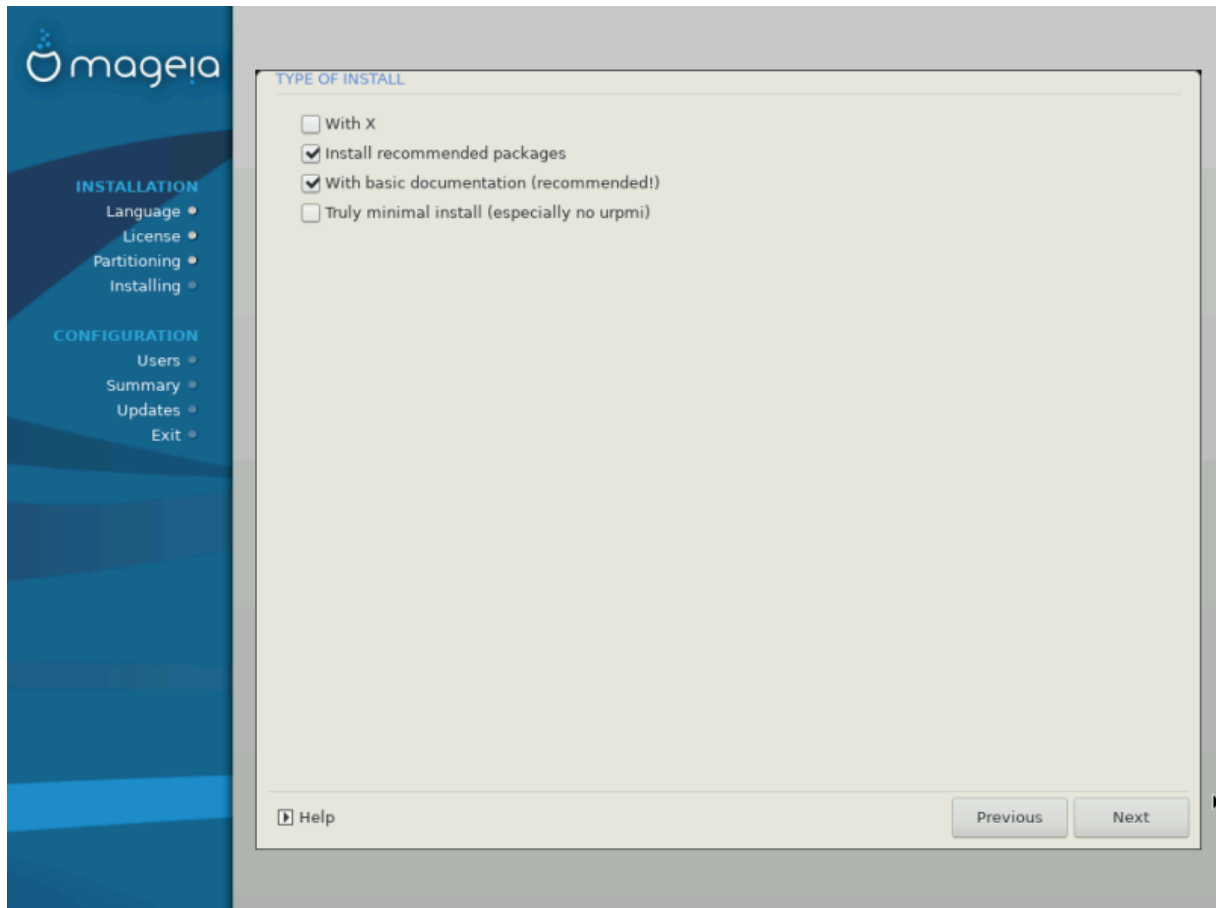 mageia
INSTALLATION
Language
License
Partitioning
Installing
CONFIGURATION
Users
Summary
Updates
Exit
TYPE OF INSTALL
With X
Install recommended packages
With basic documentation (recommended!)
Truly minimal install (especially no urpmi)
Help
Previous
Next